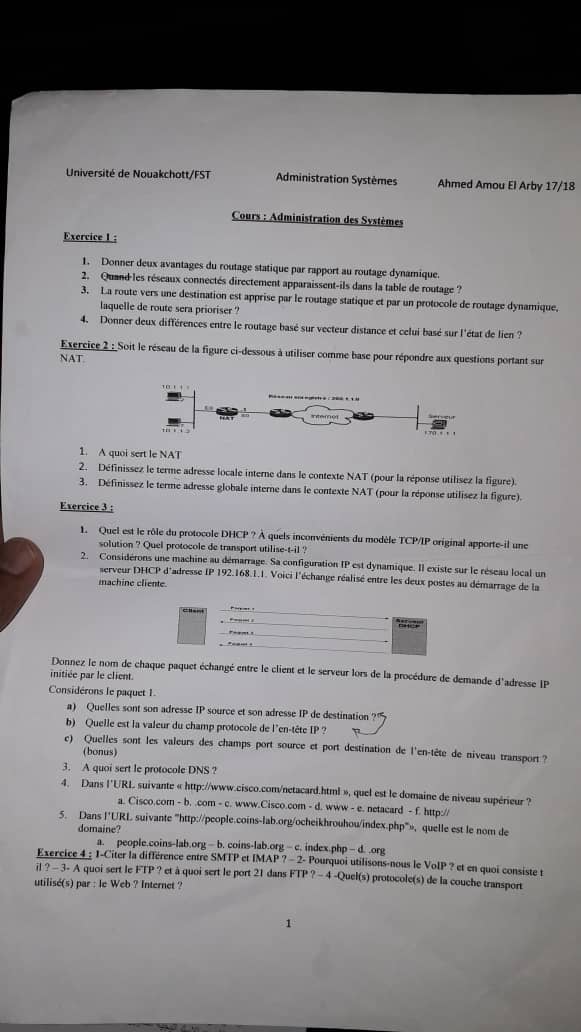 Université de Nouakchott/FST Administration Systèmes Ahmed Amou El Arby 17/18
Cours : Administration des Systèmes
Exercice 1 :
1. Donner deux avantages du routage statique par rapport au routage dynamique.
2. Quand les réseaux connectés directement apparaissent-ils dans la table de routage ?
3. La route vers une destination est apprise par le routage statique et par un protocole de routage dynamique,
laquelle de route sera prioriser ?
4. Donner deux différences entre le routage basé sur vecteur distance et celui basé sur l'état de lien ?
Exercice 2 : Soit le réseau de la figure ci-dessous à utiliser comme base pour répondre aux questions portant sur
NAT.
10.1.1.1
Réseau enregistré : 200.1.1.0
E0
S0
NAT
Internet
Serveur
10.1.1.2
170.1.1.1
1. A quoi sert le NAT
2. Définissez le terme adresse locale interne dans le contexte NAT (pour la réponse utilisez la figure).
3. Définissez le terme adresse globale interne dans le contexte NAT (pour la réponse utilisez la figure).
Exercice 3 :
1. Quel est le rôle du protocole DHCP ? À quels inconvénients du modèle TCP/IP original apporte-il une
solution ? Quel protocole de transport utilise-t-il ?
2. Considérons une machine au démarrage. Sa configuration IP est dynamique. Il existe sur le réseau local un
serveur DHCP d'adresse IP 192.168.1.1. Voici l'échange réalisé entre les deux postes au démarrage de la
machine cliente.
Client
Paquet 1
Paquet 2
Paquet 3
Paquet 4
Serveur
DHCP
Donnez le nom de chaque paquet échangé entre le client et le serveur lors de la procédure de demande d'adresse IP
initiée par le client.
Considérons le paquet 1.
a) Quelles sont son adresse IP source et son adresse IP de destination ?
b) Quelle est la valeur du champ protocole de l'en-tête IP ?
c) Quelles sont les valeurs des champs port source et port destination de l'en-tête de niveau transport ?
(bonus)
3. A quoi sert le protocole DNS ?
4. Dans l'URL suivante « http://www.cisco.com/netacard.html », quel est le domaine de niveau supérieur ?
a. Cisco.com - b. .com - c. www.Cisco.com - d. www - e. netacard - f. http://
5. Dans l'URL suivante "http://people.coins-lab.org/ocheikhrouhou/index.php"», quelle est le nom de
domaine?
a. people.coins-lab.org – b. coins-lab.org – c. index.php – d. .org
Exercice 4 : 1-Citer la différence entre SMTP et IMAP ? – 2- Pourquoi utilisons-nous le VoIP ? et en quoi consiste t
il ? – 3- A quoi sert le FTP ? et à quoi sert le port 21 dans FTP ? – 4 -Quel(s) protocole(s) de la couche transport
utilisé(s) par : le Web ? Internet ?
1